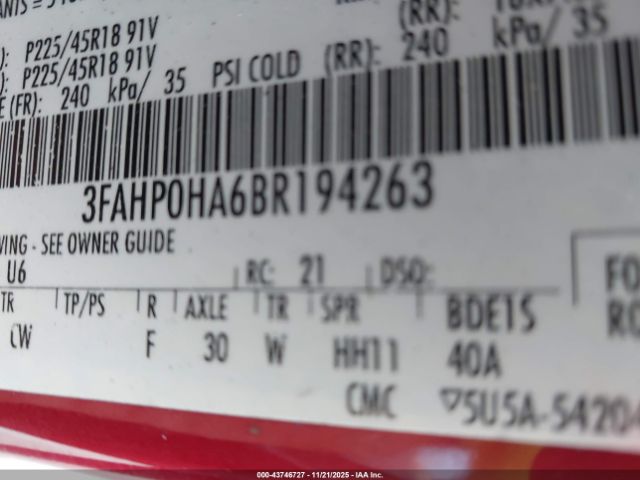 (RR):
P225/45R18 91V (RR): 240 kPa/ 35
P225/45R18 91V PSI COLD
(FR): 240 kPa/ 35
3FAHP0HA6BR194263
- SEE OWNER GUIDE
U6 RC: 21 DSO:
TR TP/PS R AXLE TR SPR BDE1S
CW F 30 W HH11 40A
CMC 5U5A-5420
000-43746727 - 11/21/2025 - IAA Inc.